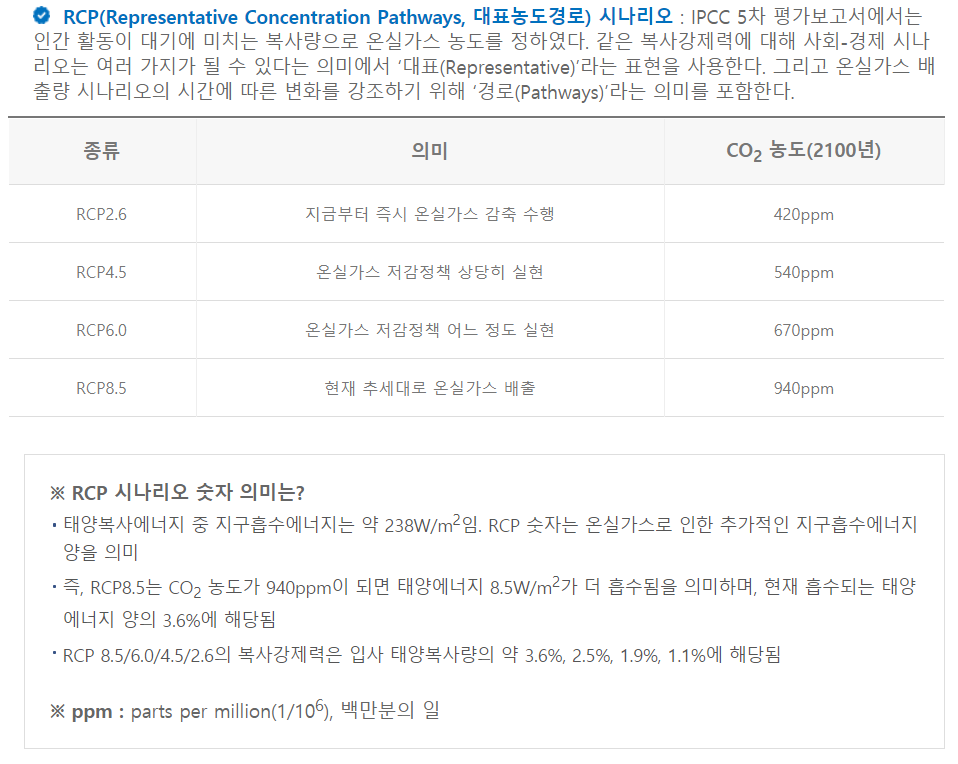 RCP(Representative Concentration Pathways, 대표농도경로) 시나리오 : IPCC 5차 평가보고서에서는
인간 활동이 대기에 미치는 복사량으로 온실가스 농도를 정하였다. 같은 복사강제력에 대해 사회-경제 시나
리오는 여러 가지가 될 수 있다는 의미에서 ‘대표(Representative)’라는 표현을 사용한다. 그리고 온실가스 배
출량 시나리오의 시간에 따른 변화를 강조하기 위해 ‘경로(Pathways)’라는 의미를 포함한다.
종류 의미 CO2 농도(2100년)
RCP2.6 지금부터 즉시 온실가스 감축 수행 420ppm
RCP4.5 온실가스 저감정책 상당히 실현 540ppm
RCP6.0 온실가스 저감정책 어느 정도 실현 670ppm
RCP8.5 현재 추세대로 온실가스 배출 940ppm
※ RCP 시나리오 숫자 의미는?
· 태양복사에너지 중 지구흡수에너지는 약 238W/m2임. RCP 숫자는 온실가스로 인한 추가적인 지구흡수에너지
양을 의미
· 즉, RCP8.5는 CO2 농도가 940ppm이 되면 태양에너지 8.5W/m2가 더 흡수됨을 의미하며, 현재 흡수되는 태양
에너지 양의 3.6%에 해당됨
· RCP 8.5/6.0/4.5/2.6의 복사강제력은 입사 태양복사량의 약 3.6%, 2.5%, 1.9%, 1.1%에 해당됨
※ ppm : parts per million(1/106), 백만분의 일